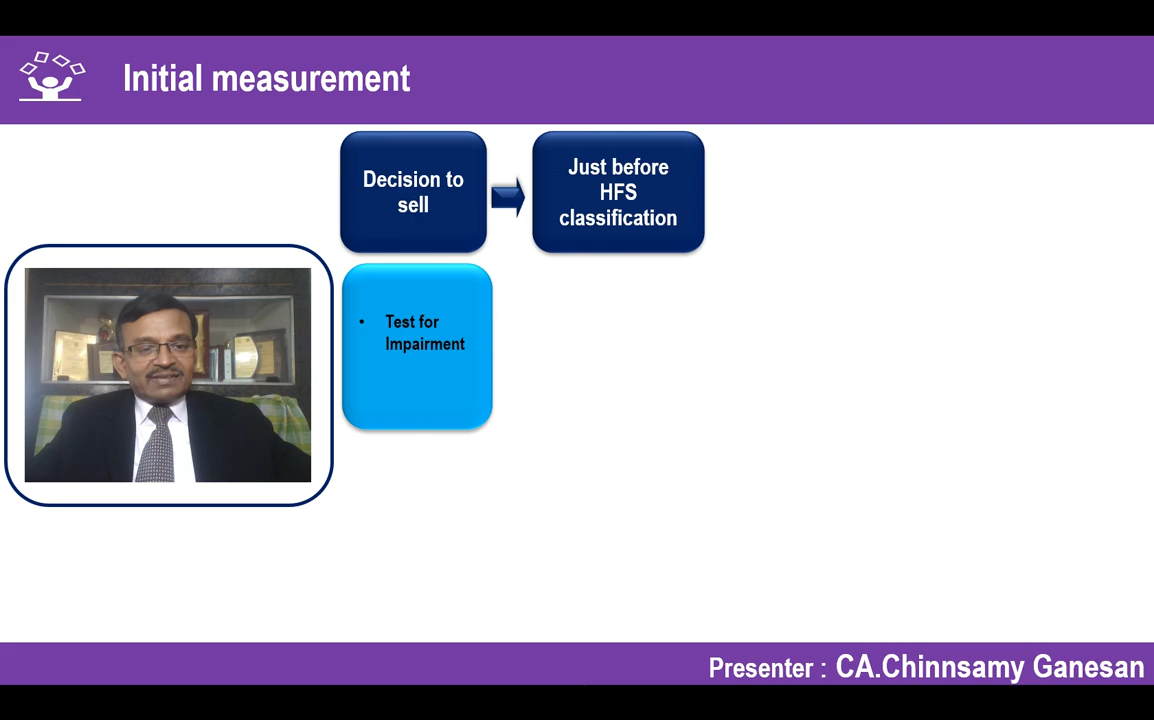 Initial measurement
Decision to
sell
Just before
HFS
classification
• Test for
Impairment
Presenter : CA.Chinnsamy Ganesan